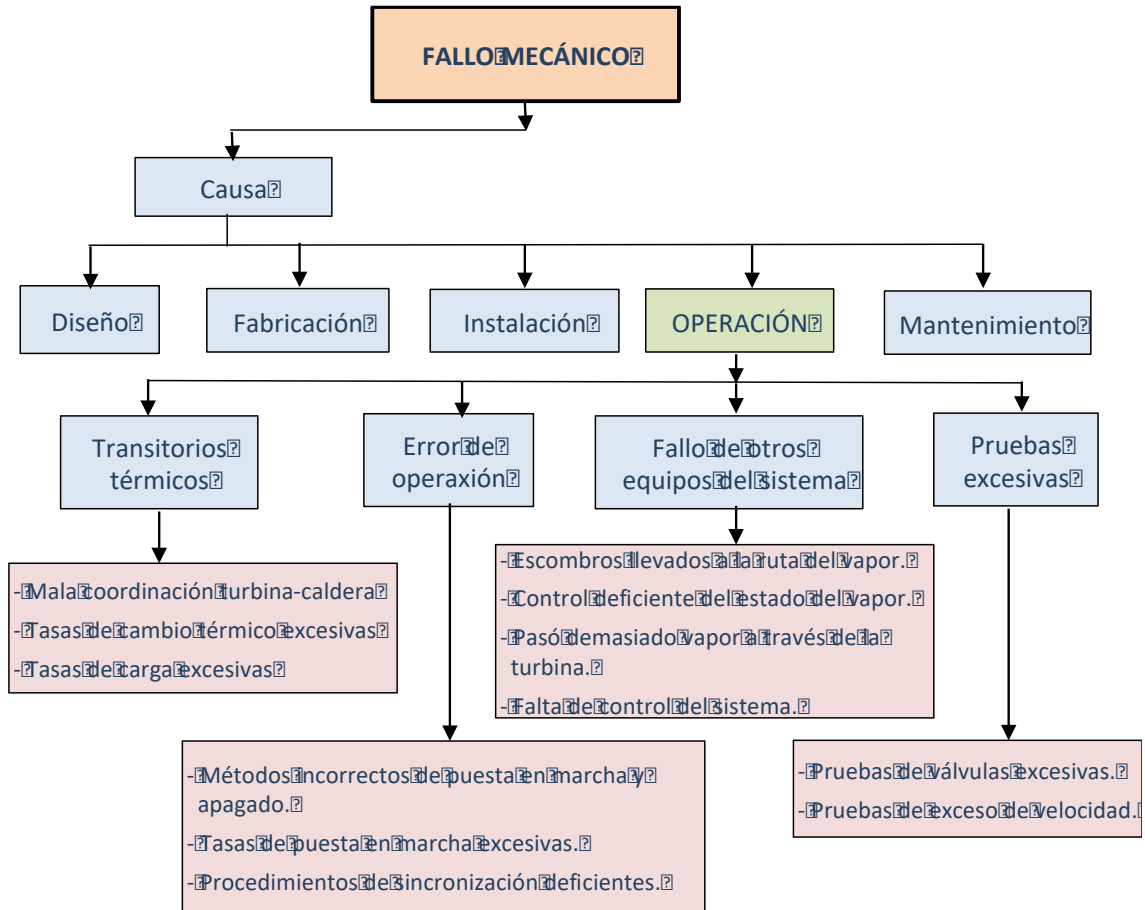 FALLO MECÁNICO
Causa
Diseño
Fabricación
Instalación
OPERACIÓN
Mantenimiento
Transitorios
térmicos
Error de
operaxión
Fallo de otros
equipos del sistema
Pruebas
excesivas
- Mala coordinación turbina-caldera
- Tasas de cambio térmico excesivas
- Tasas de carga excesivas
- Escombros llevados a la ruta del vapor.
- Control deficiente del estado del vapor.
- Pasó demasiado vapor a través de la
turbina.
- Falta de control del sistema.
- Métodos incorrectos de puesta en marcha y
apagado.
- Tasas de puesta en marcha excesivas.
- Procedimientos de sincronización deficientes.
- Pruebas de válvulas excesivas.
- Pruebas de exceso de velocidad.